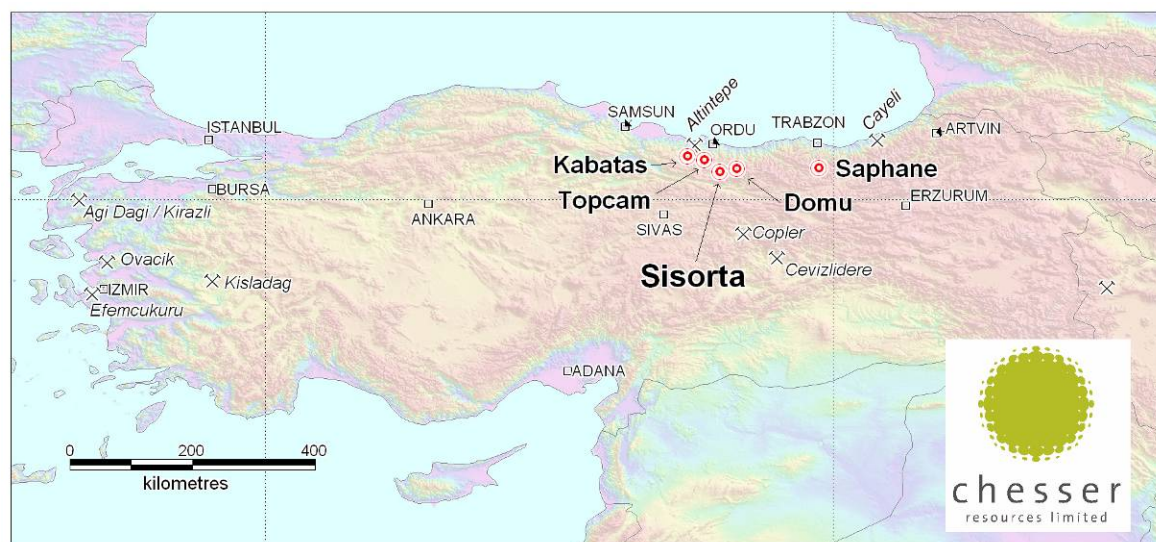 SAMSUN
Altintepe
ORDU
TRABZON
Cayeli
ARTVIN
ISTANBUL
Kabatas
Saphane
BURSA
Topcam
Domu
ERZURUM
Agi Dagi / Kirazli
ANKARA
SIVAS
Copler
Ovacik
Sisorta
Cevizlidere
IZMIR
Kisladag
Efemcukuru
ADANA
0 200 400
kilometres
chesser
resources limited